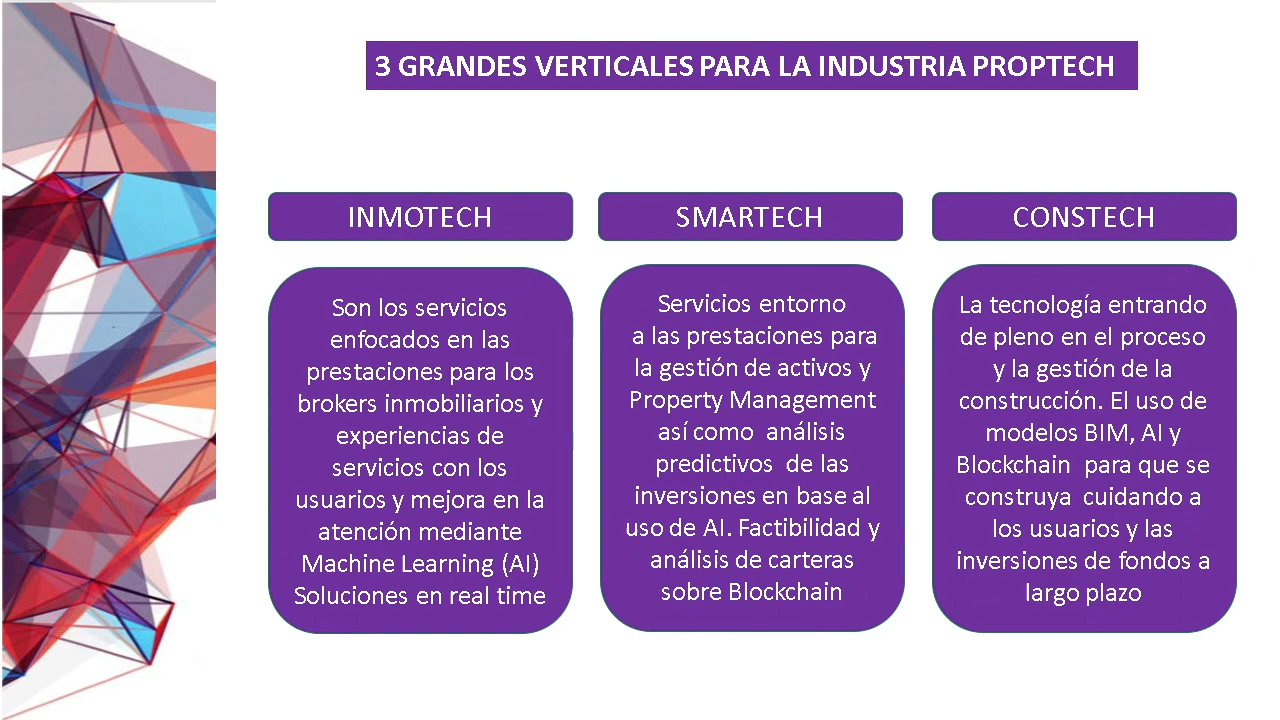 3 GRANDES VERTICALES PARA LA INDUSTRIA PROPTECH
INMOTECH
Son los servicios
enfocados en las
prestaciones para los
brokers inmobiliarios y
experiencias de
servicios con los
usuarios y mejora en la
atención mediante
Machine Learning (AI)
Soluciones en real time
SMARTECH
Servicios entorno
a las prestaciones para
la gestión de activos y
Property Management
así como  análisis
predictivos  de las
inversiones en base al
uso de AI. Factibilidad y
análisis de carteras
sobre Blockchain
CONSTECH
La tecnología entrando
de pleno en el proceso
y la gestión de la
construcción. El uso de
modelos BIM, AI y
Blockchain  para que se
construya  cuidando a
los usuarios y las
inversiones de fondos a
largo plazo